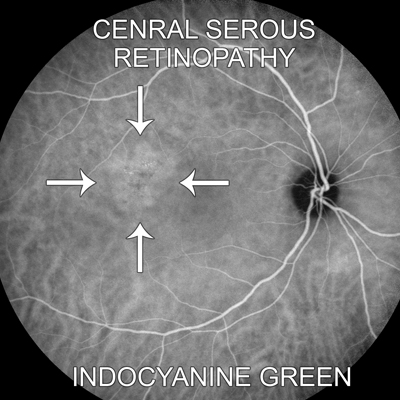 CENRAL SEROUS
RETINOPATHY
INDOCYANINE GREEN